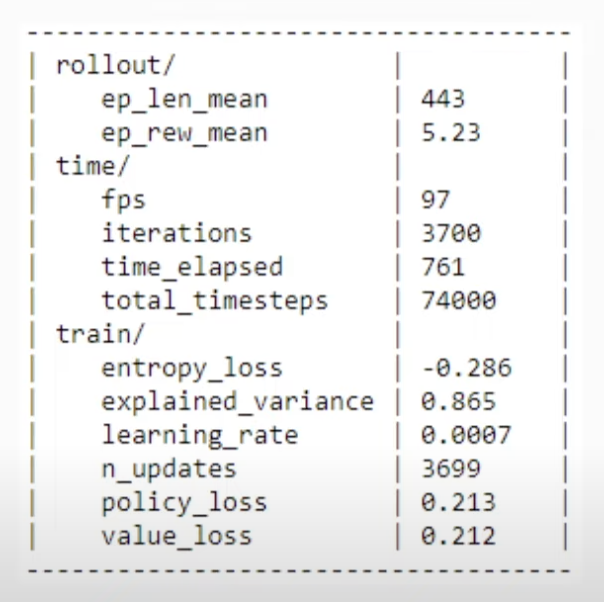 ---------------------------------------
| rollout/                |           |
|    ep_len_mean          | 443       |
|    ep_rew_mean          | 5.23      |
| time/                   |           |
|    fps                  | 97        |
|    iterations           | 3700      |
|    time_elapsed         | 761       |
|    total_timesteps      | 74000     |
| train/                  |           |
|    entropy_loss         | -0.286    |
|    explained_variance   | 0.865     |
|    learning_rate        | 0.0007    |
|    n_updates            | 3699      |
|    policy_loss          | 0.213     |
|    value_loss           | 0.212     |
---------------------------------------